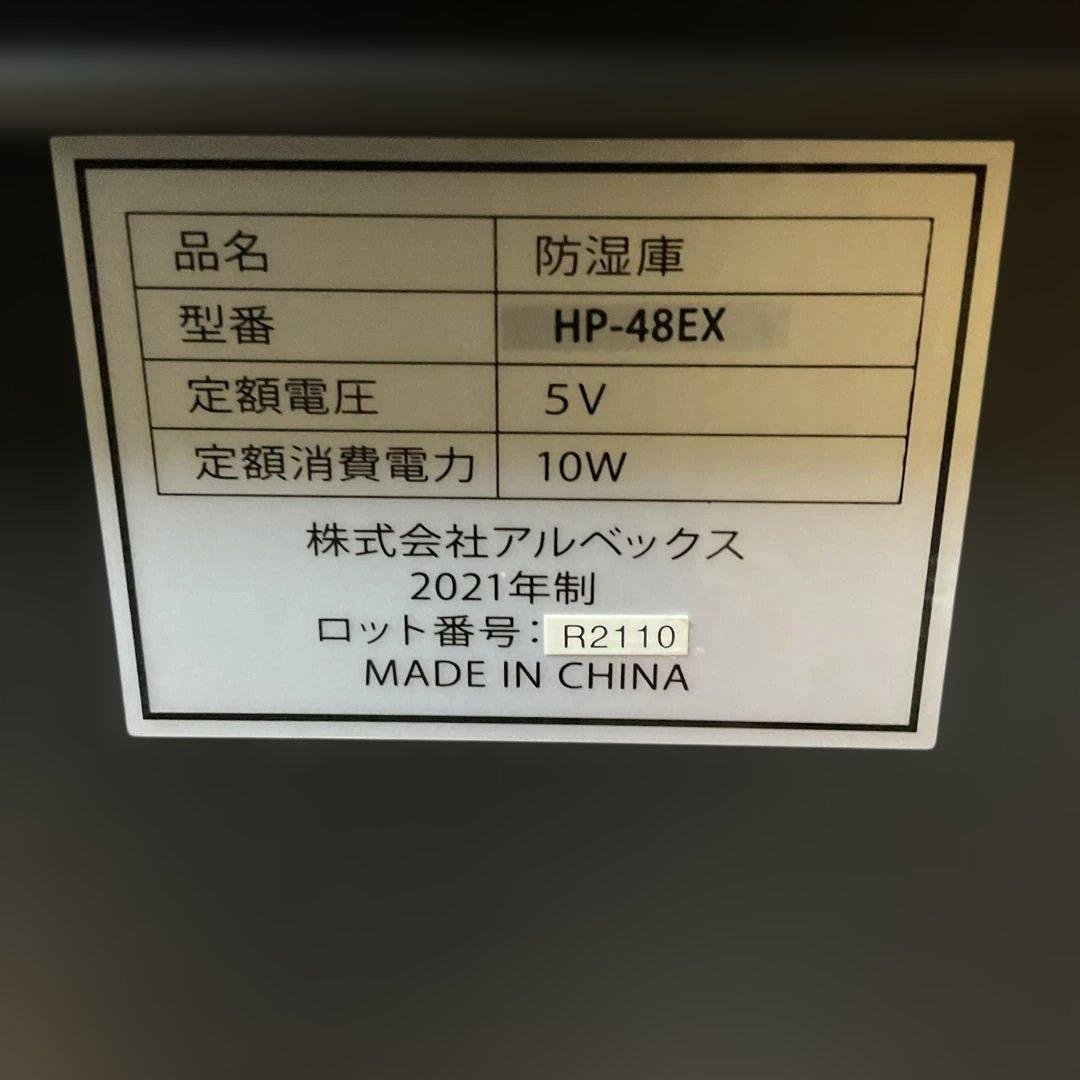 品名 防湿庫
型番 HP-48EX
定額電圧 5V
定額消費電力 10W
株式会社アルベックス
2021年制
ロット番号: R2110
MADE IN CHINA